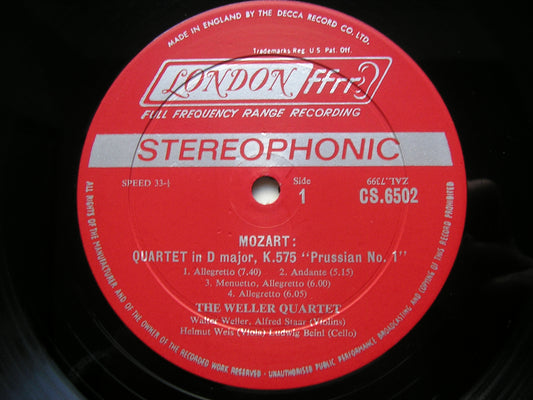 MADE IN ENGLAND BY THE DECCA RECORD CO. LTD.
Trademarks Reg U.S. Pat. Off.
LONDON ffrr
FULL FREQUENCY RANGE RECORDING
STEREOPHONIC
SPEED 33-⅓
Side
1
ZAL.7399
CS.6502
MOZART:
QUARTET in D major, K.575 "Prussian No. 1"
1. Allegretto (7.40) 2. Andante (5.15)
3. Menuetto, Allegretto (6.00)
4. Allegretto (6.05)
THE WELLER QUARTET
Walter Weller, Alfred Staar (Violins)
Helmut Weis (Viola) Ludwig Beinl (Cello)
ALL RIGHTS OF THE MANUFACTURER AND OF THE OWNER OF THE RECORDED WORK RESERVED - UNAUTHORISED PUBLIC PERFORMANCE BROADCASTING AND COPYING OF THIS RECORD PROHIBITED